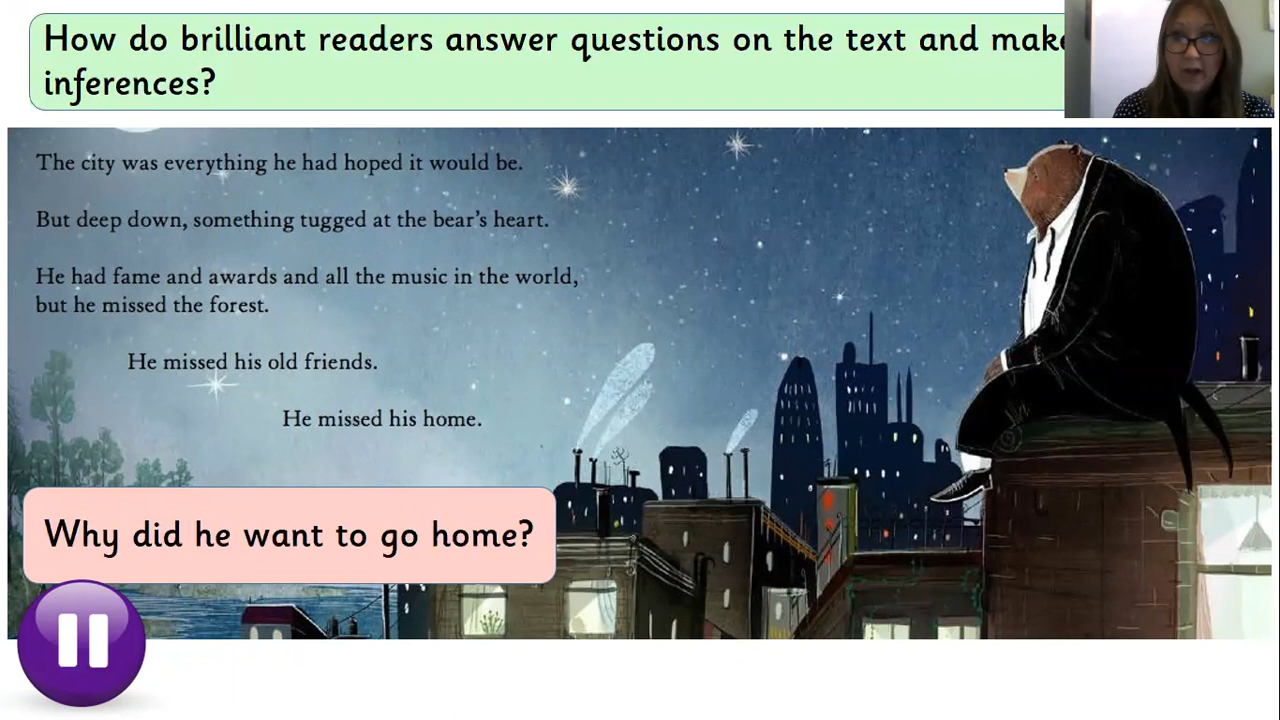 How do brilliant readers answer questions on the text and make
inferences?
The city was everything he had hoped it would be.
But deep down, something tugged at the bear's heart.
He had fame and awards and all the music in the world,
but he missed the forest.
He missed his old friends.
He missed his home.
Why did he want to go home?